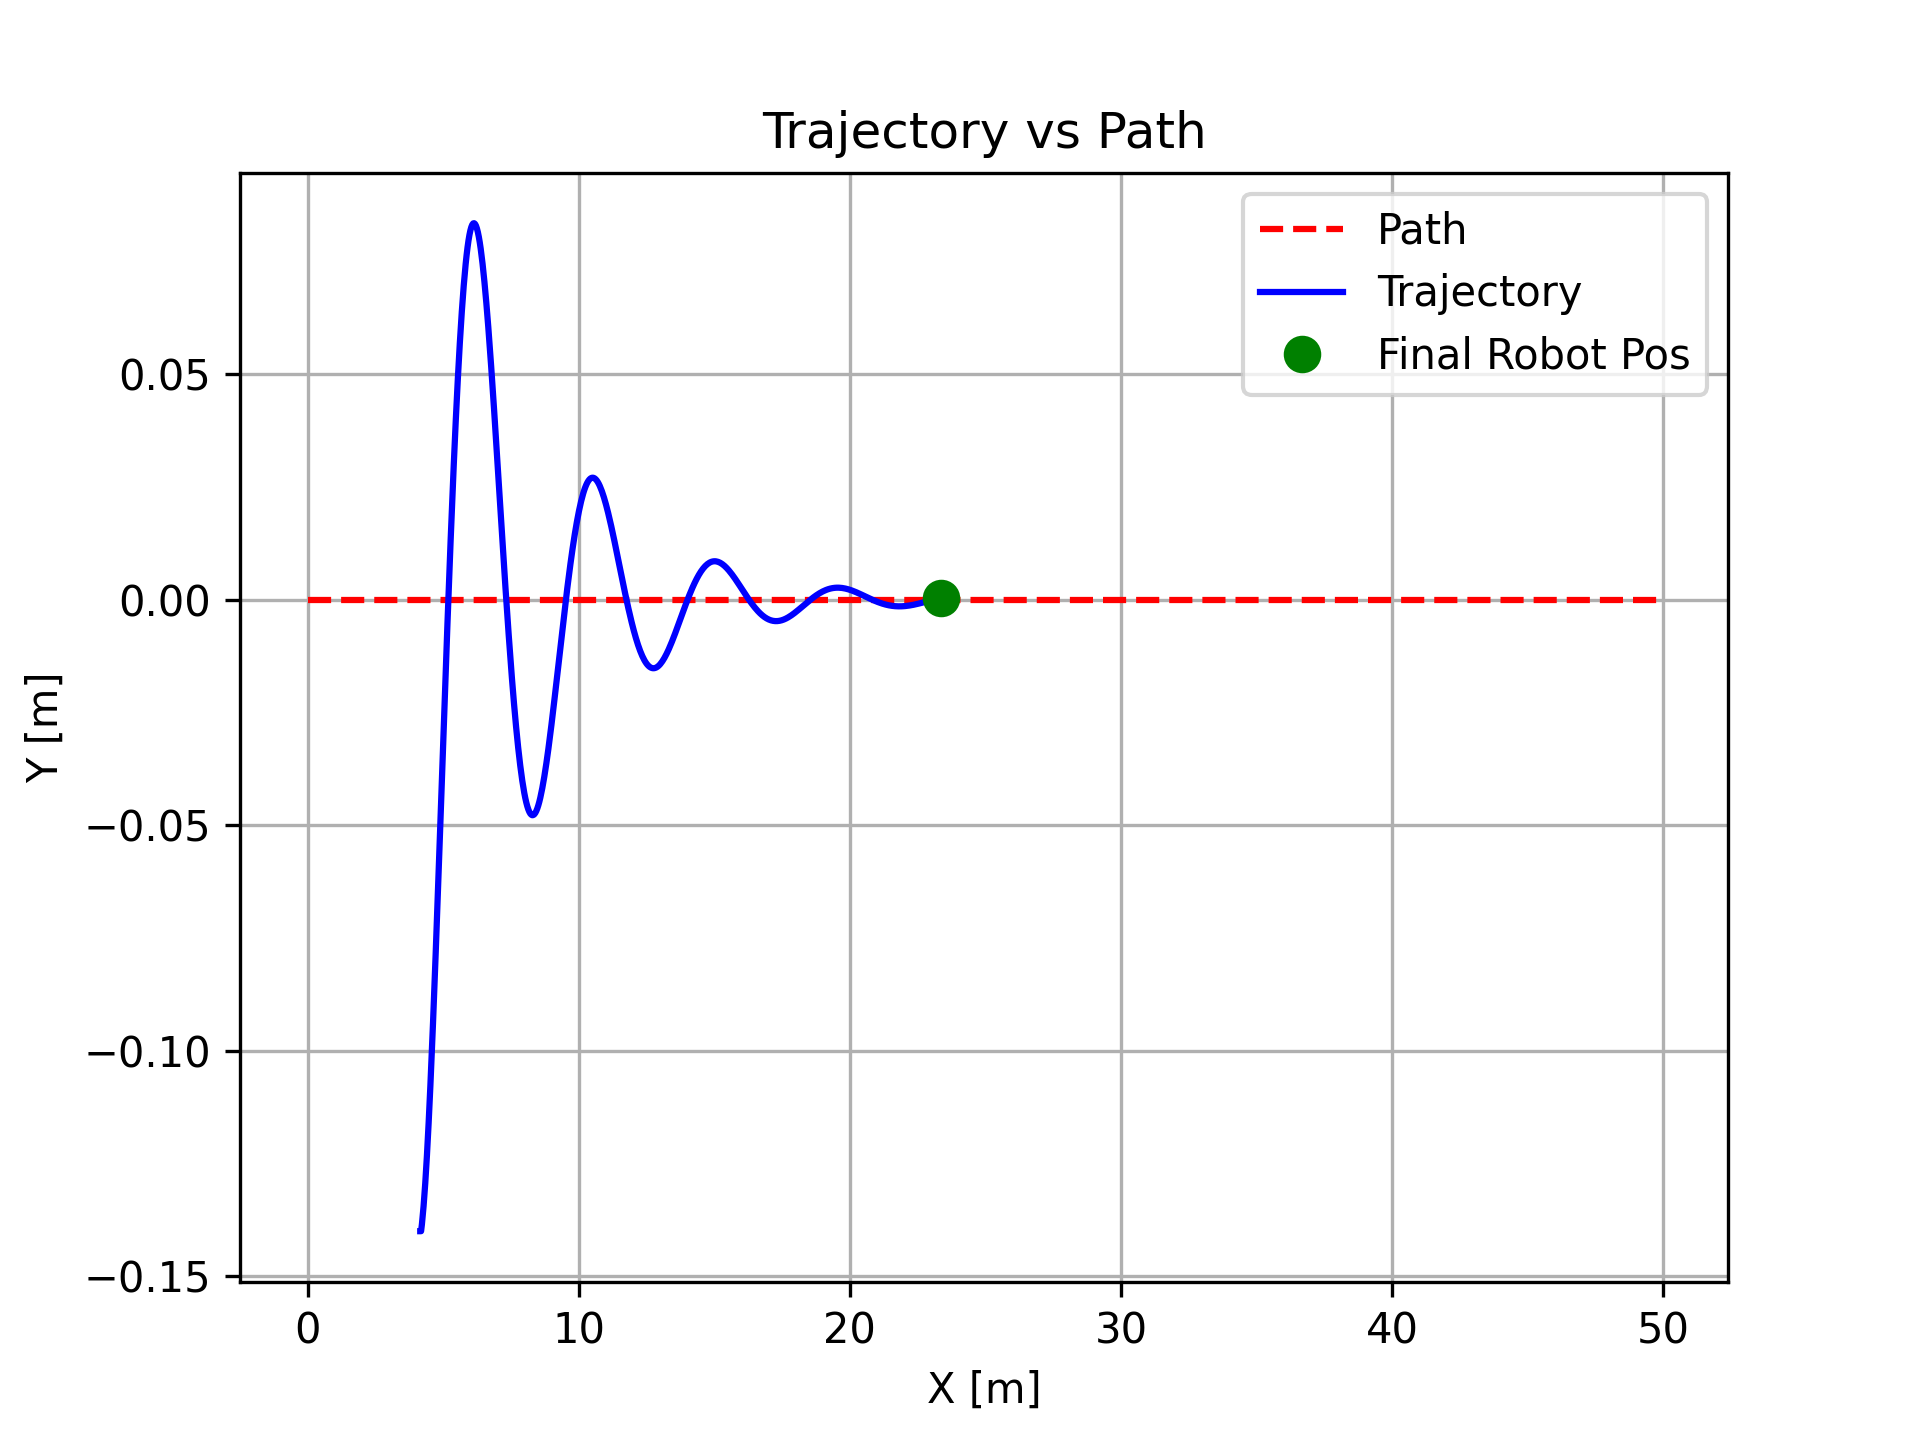 Trajectory vs Path
Path
Trajectory
Final Robot Pos
0.05
0.00
−0.05
−0.10
−0.15
Y [m]
0 10 20 30 40 50
X [m]